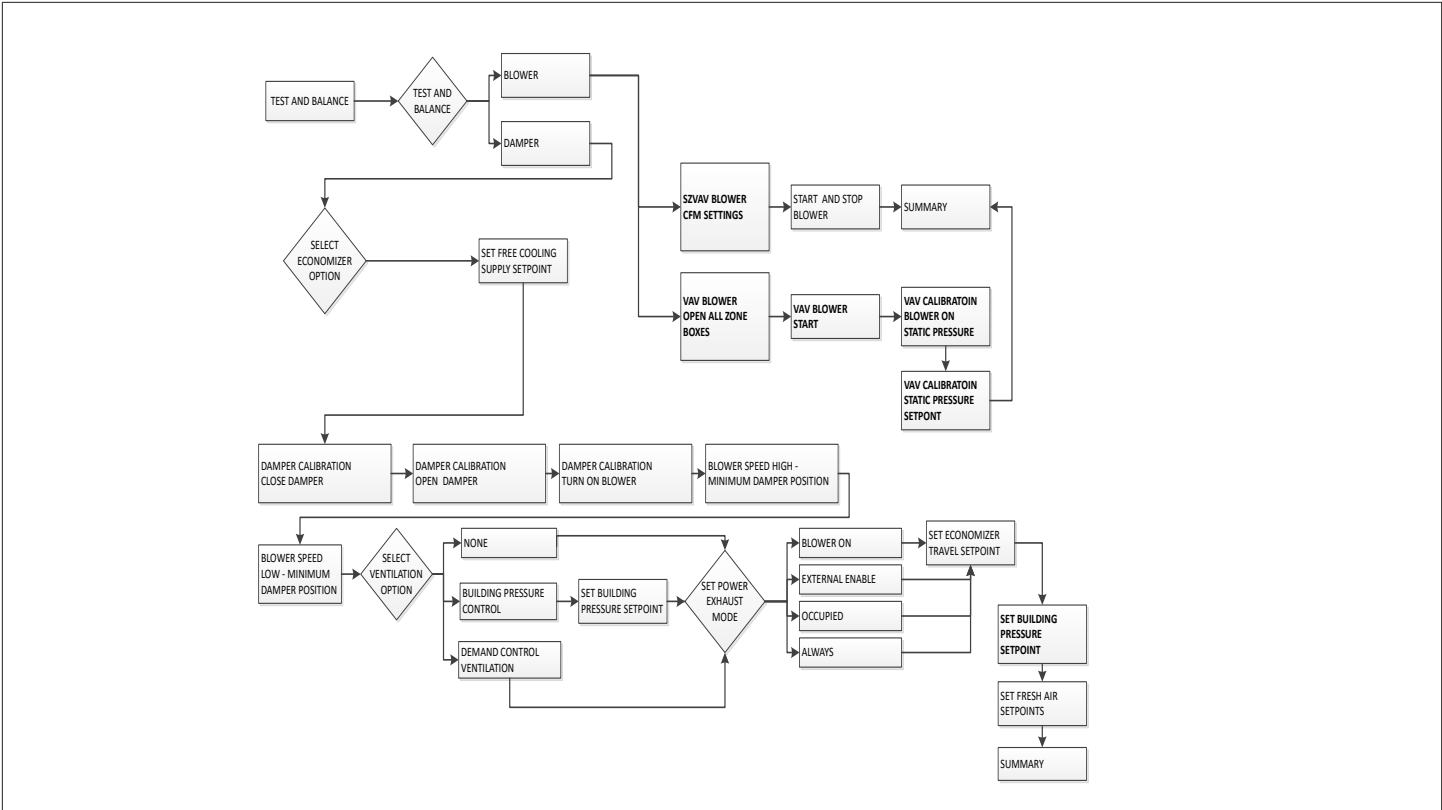 TEST AND BALANCE
TEST AND
BALANCE
BLOWER
DAMPER
SZVAV BLOWER
CFM SETTINGS
START AND STOP
BLOWER
SUMMARY
SELECT
ECONOMIZER
OPTION
SET FREE COOLING
SUPPLY SETPOINT
VAV BLOWER
OPEN ALL ZONE
BOXES
VAV BLOWER
START
VAV CALIBRATOIN
BLOWER ON
STATIC PRESSURE
VAV CALIBRATOIN
STATIC PRESSURE
SETPONT
DAMPER CALIBRATION
CLOSE DAMPER
DAMPER CALIBRATION
OPEN DAMPER
DAMPER CALIBRATION
TURN ON BLOWER
BLOWER SPEED HIGH -
MINIMUM DAMPER POSITION
BLOWER SPEED
LOW - MINIMUM
DAMPER POSITION
SELECT
VENTILATION
OPTION
NONE
BUILDING PRESSURE
CONTROL
SET BUILDING
PRESSURE SETPOINT
DEMAND CONTROL
VENTILATION
SET POWER
EXHAUST
MODE
BLOWER ON
EXTERNAL ENABLE
OCCUPIED
ALWAYS
SET ECONOMIZER
TRAVEL SETPOINT
SET BUILDING
PRESSURE
SETPOINT
SET FRESH AIR
SETPOINTS
SUMMARY